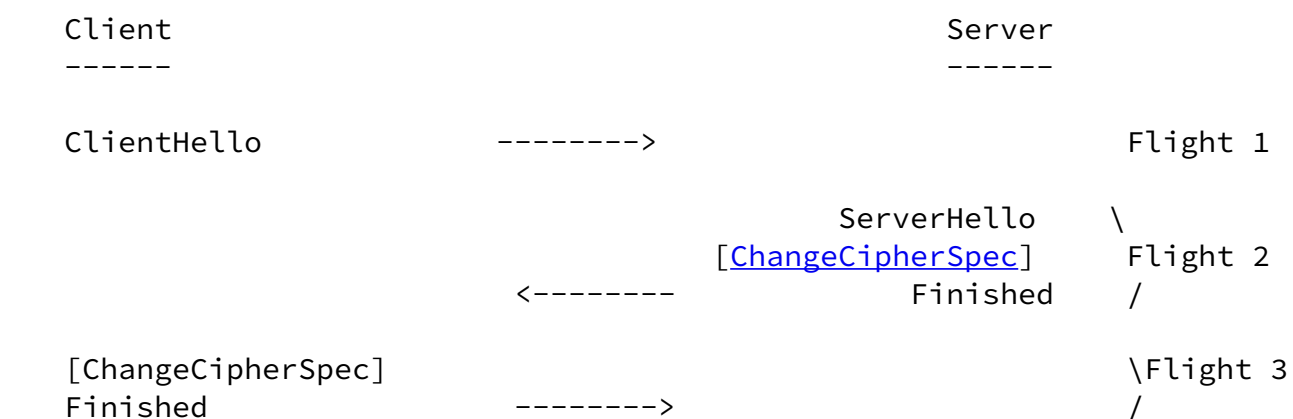 Client Server
------ ------
ClientHello --------> Flight 1
ServerHello \
[ChangeCipherSpec] Flight 2
<-------- Finished /
[ChangeCipherSpec] \Flight 3
Finished --------> /